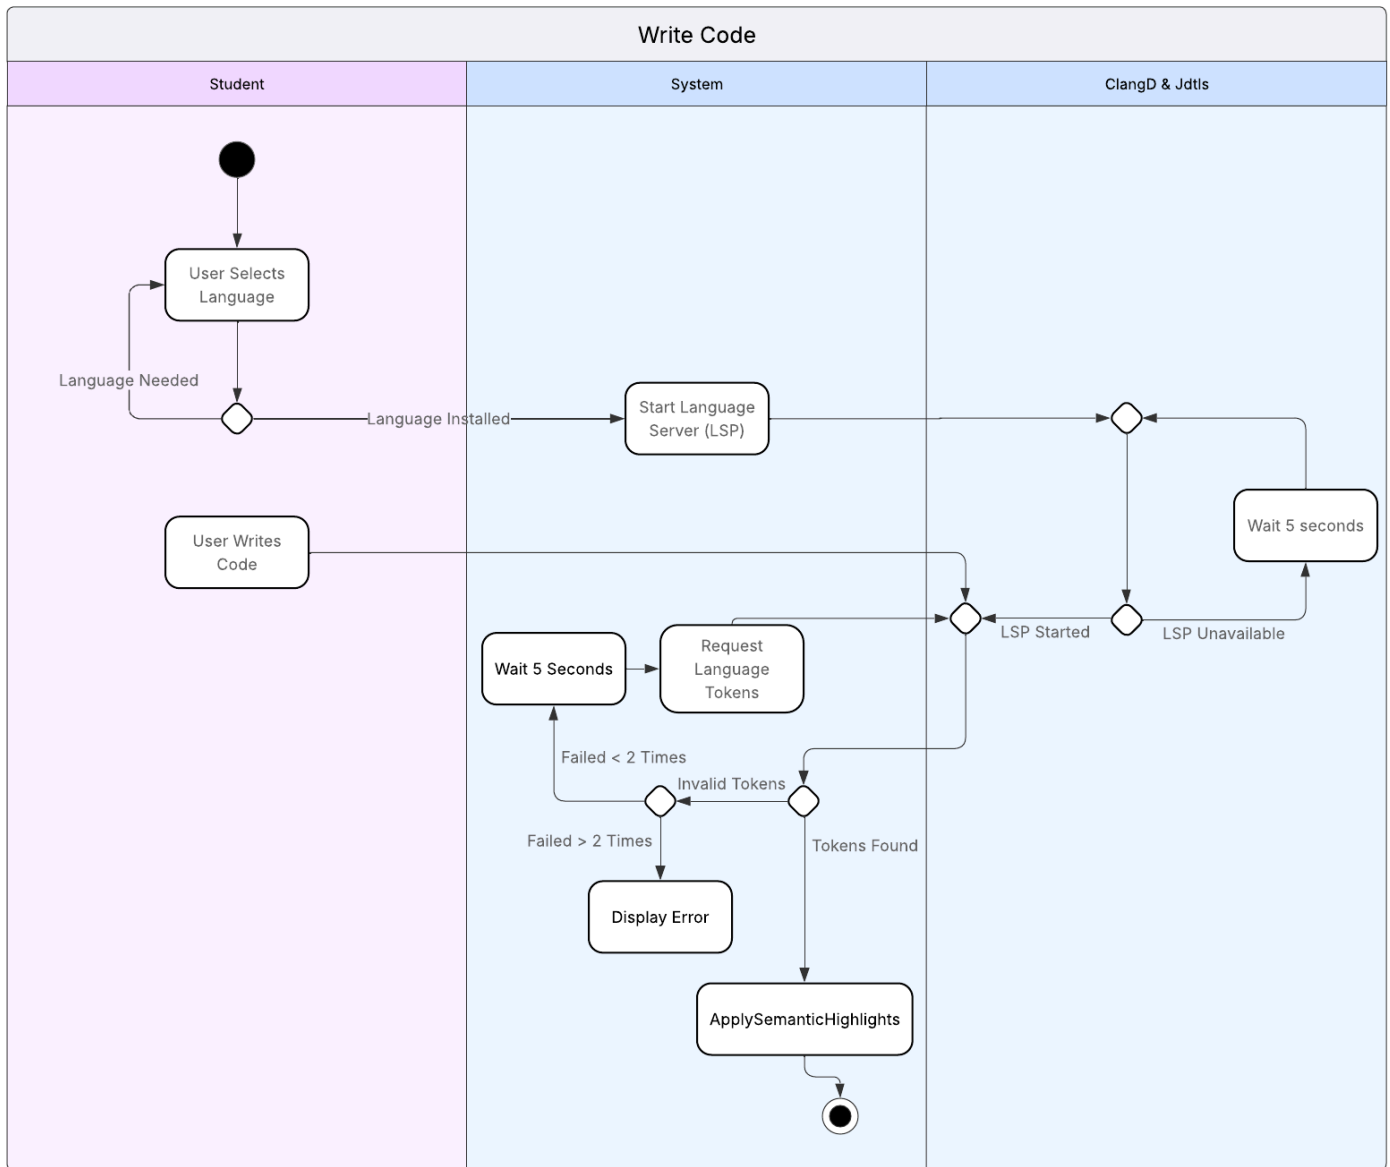 Write Code
Student
System
ClangD & Jdtls
User Selects
Language
Language Needed
Language Installed
Start Language
Server (LSP)
Wait 5 seconds
User Writes
Code
LSP Started
LSP Unavailable
Wait 5 Seconds
Request
Language
Tokens
Failed < 2 Times
Invalid Tokens
Failed > 2 Times
Tokens Found
Display Error
ApplySemanticHighlights